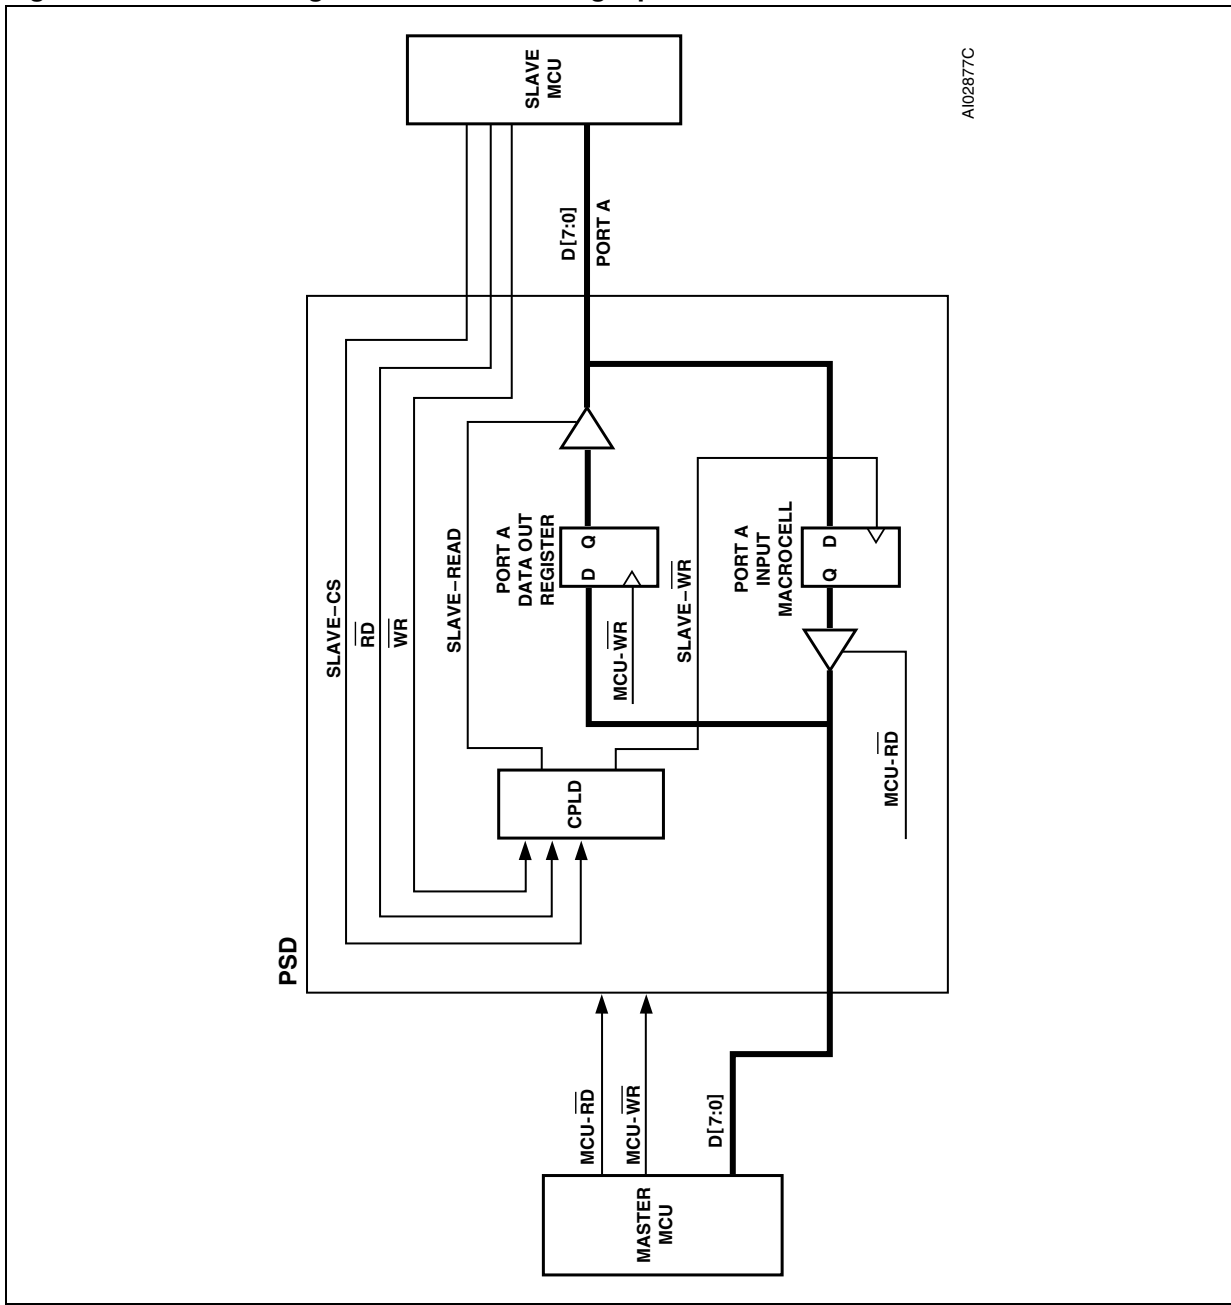 PSD
SLAVE–CS
RD
WR
SLAVE–READ
PORT A
DATA OUT
REGISTER
D Q
SLAVE
MCU
D[7:0]
PORT A
CPLD
MCU-RD
MCU-WR
MCU-WR
MASTER
MCU
SLAVE–WR
D[7:0]
PORT A
INPUT
MACROCELL
Q D
MCU-RD
AI02877C